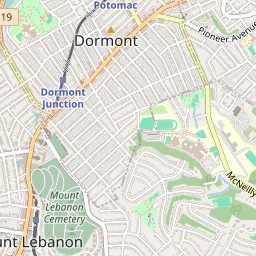 Potomac
Pioneer Avenue
Dormont
19
Dormont
Junction
McNeilly
Mount
Lebanon
Cemetery
unt Lebanon